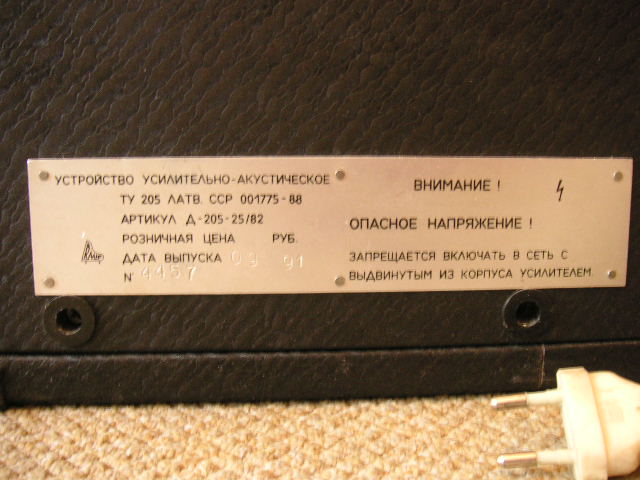 УСТРОЙСТВО УСИЛИТЕЛЬНО-АКУСТИЧЕСКОЕ
ТУ 205 ЛАТВ. ССР 001775-88
АРТИКУЛ Д-205-25/82
РОЗНИЧНАЯ ЦЕНА РУБ.
ДАТА ВЫПУСКА 09 91
N 4457
ВНИМАНИЕ !
ОПАСНОЕ НАПРЯЖЕНИЕ !
ЗАПРЕЩАЕТСЯ ВКЛЮЧАТЬ В СЕТЬ С
ВЫДВИНУТЫМ ИЗ КОРПУСА УСИЛИТЕЛЕМ.